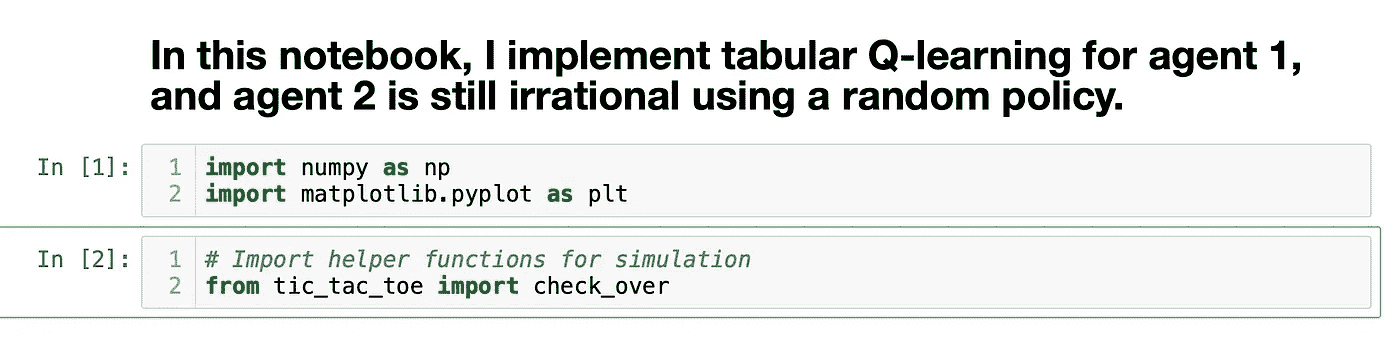 In this notebook, I implement tabular Q-learning for agent 1,
and agent 2 is still irrational using a random policy.
In [1]:
1 import numpy as np
2 import matplotlib.pyplot as plt
In [2]:
1 # Import helper functions for simulation
2 from tic_tac_toe import check_over